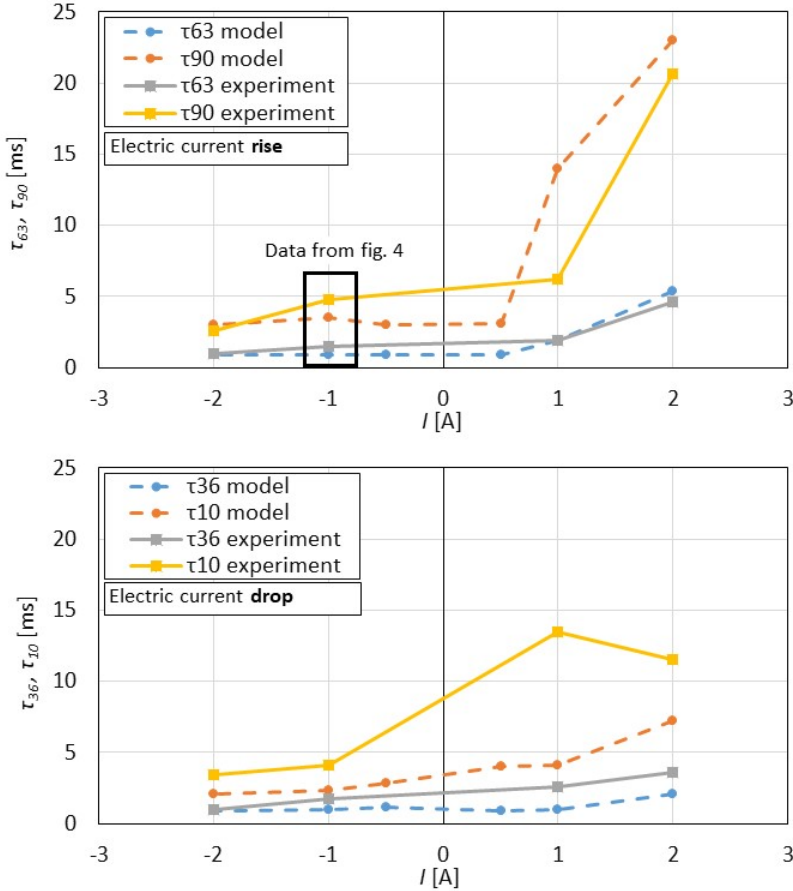 25
20
15
10
5
0
τ63, τ90 [ms]
τ63 model
τ90 model
τ63 experiment
τ90 experiment
Electric current rise
Data from fig. 4
-3 -2 -1 0 1 2 3
I [A]
25
20
15
10
5
0
τ36, τ10 [ms]
τ36 model
τ10 model
τ36 experiment
τ10 experiment
Electric current drop
-3 -2 -1 0 1 2 3
I [A]